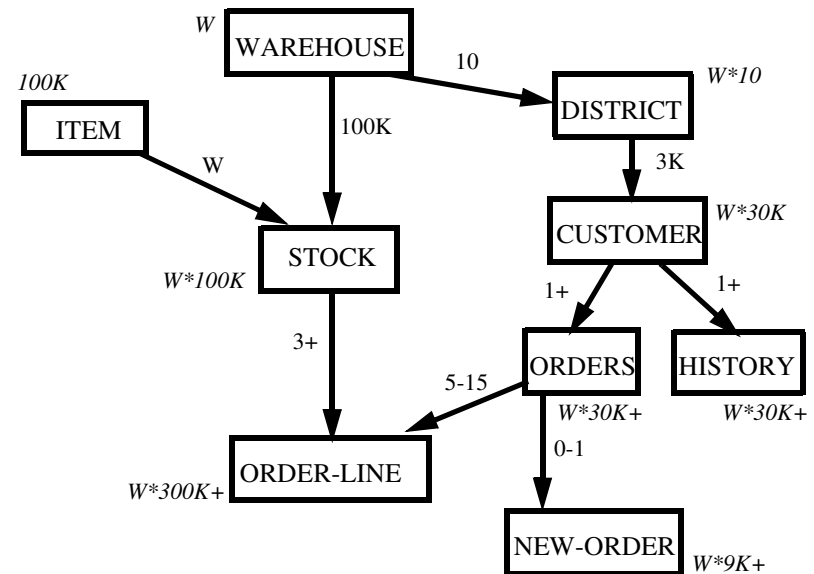 W
WAREHOUSE
10
W*10
100K
DISTRICT
ITEM
100K
W
3K
W*30K
CUSTOMER
STOCK
W*100K
1+
1+
3+
ORDERS
HISTORY
5-15
W*30K+
W*30K+
0-1
ORDER-LINE
W*300K+
NEW-ORDER
W*9K+